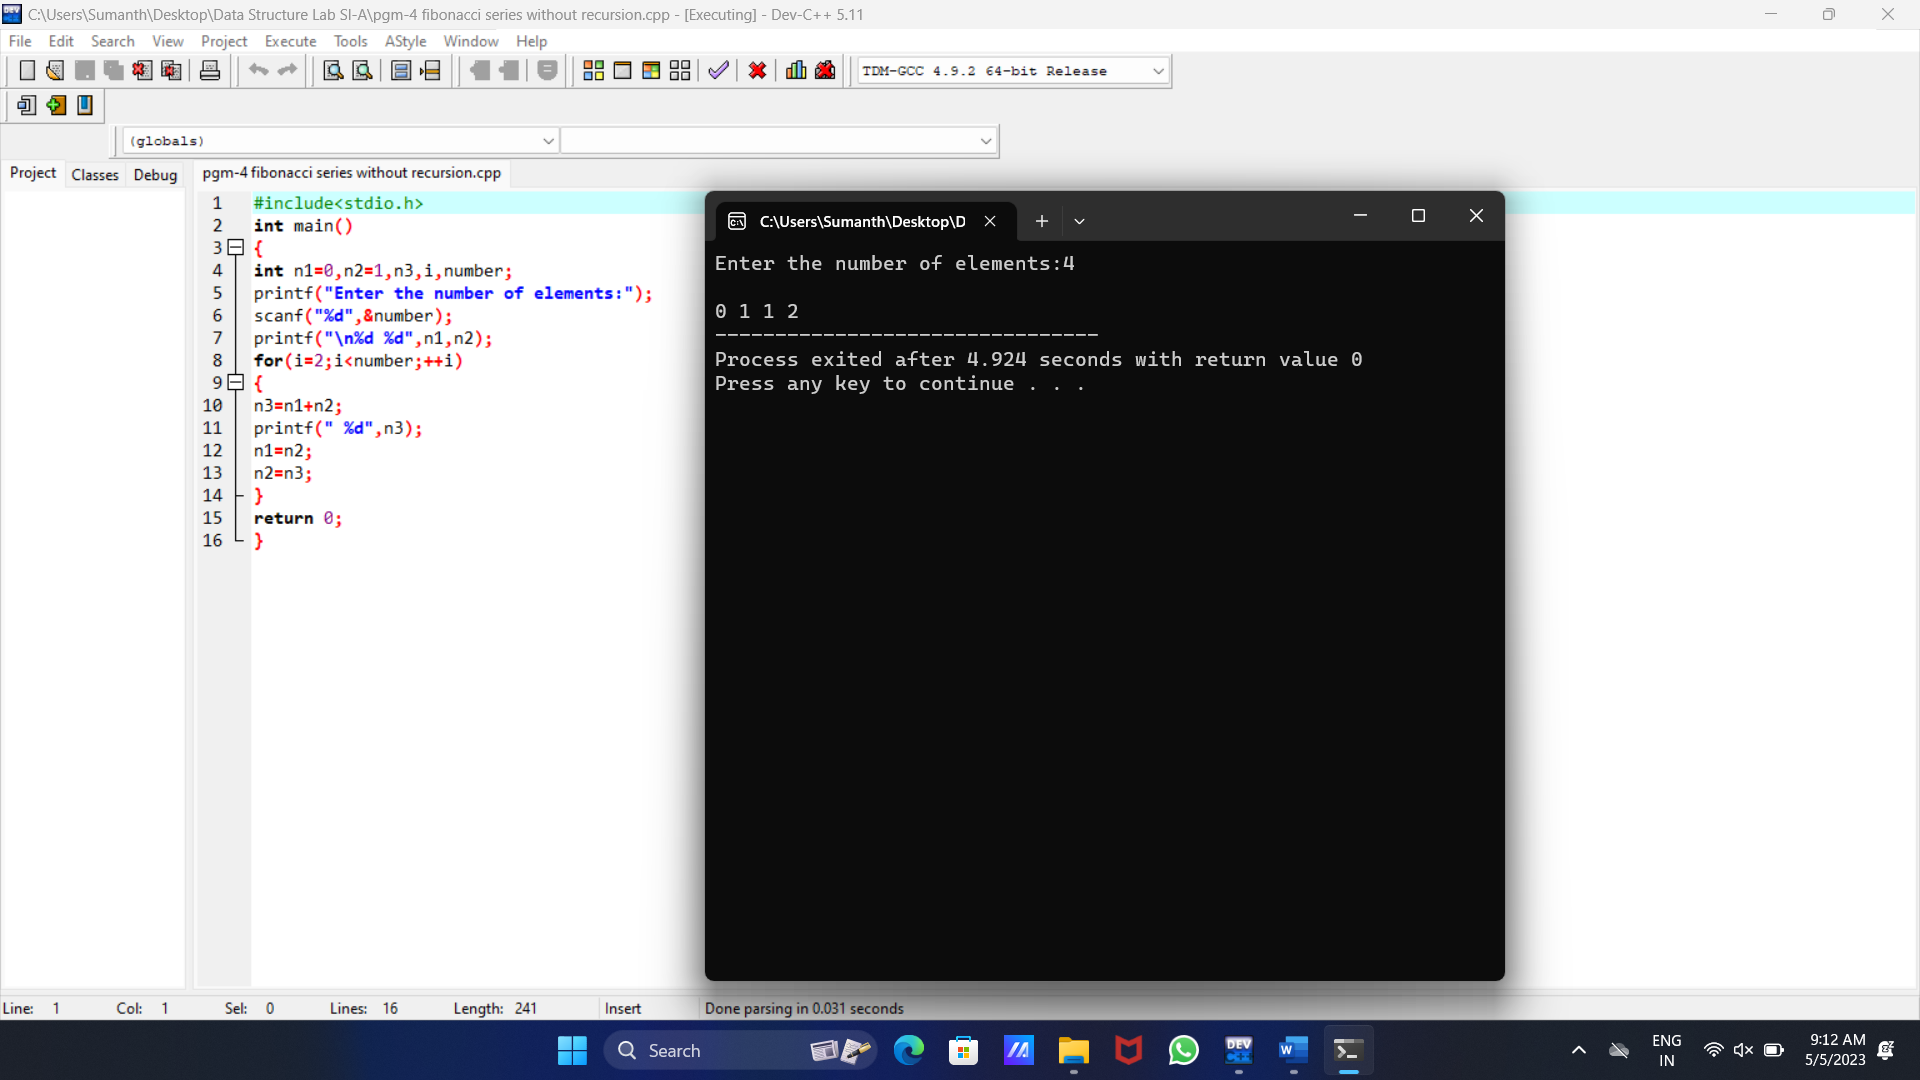 C:\Users\Sumanth\Desktop\Data Structure Lab SI-A\pgm-4 fibonacci series without recursion.cpp - [Executing] - Dev-C++ 5.11
File Edit Search View Project Execute Tools AStyle Window Help
TDM-GCC 4.9.2 64-bit Release
(globals)
Project Classes Debug
pgm-4 fibonacci series without recursion.cpp
1 #include<stdio.h>
2 int main()
3 {
4 int n1=0,n2=1,n3,i,number;
5 printf("Enter the number of elements:");
6 scanf("%d",&number);
7 printf("\n%d %d",n1,n2);
8 for(i=2;i<number;++i)
9 {
10 n3=n1+n2;
11 printf(" %d",n3);
12 n1=n2;
13 n2=n3;
14 }
15 return 0;
16 }
C:\Users\Sumanth\Desktop\D
Enter the number of elements:4
0 1 1 2
--------------------------------
Process exited after 4.924 seconds with return value 0
Press any key to continue . . .
Line: 1 Col: 1 Sel: 0 Lines: 16 Length: 241 Insert Done parsing in 0.031 seconds
Search
DEV
C++
W
ENG
IN
9:12 AM
5/5/2023